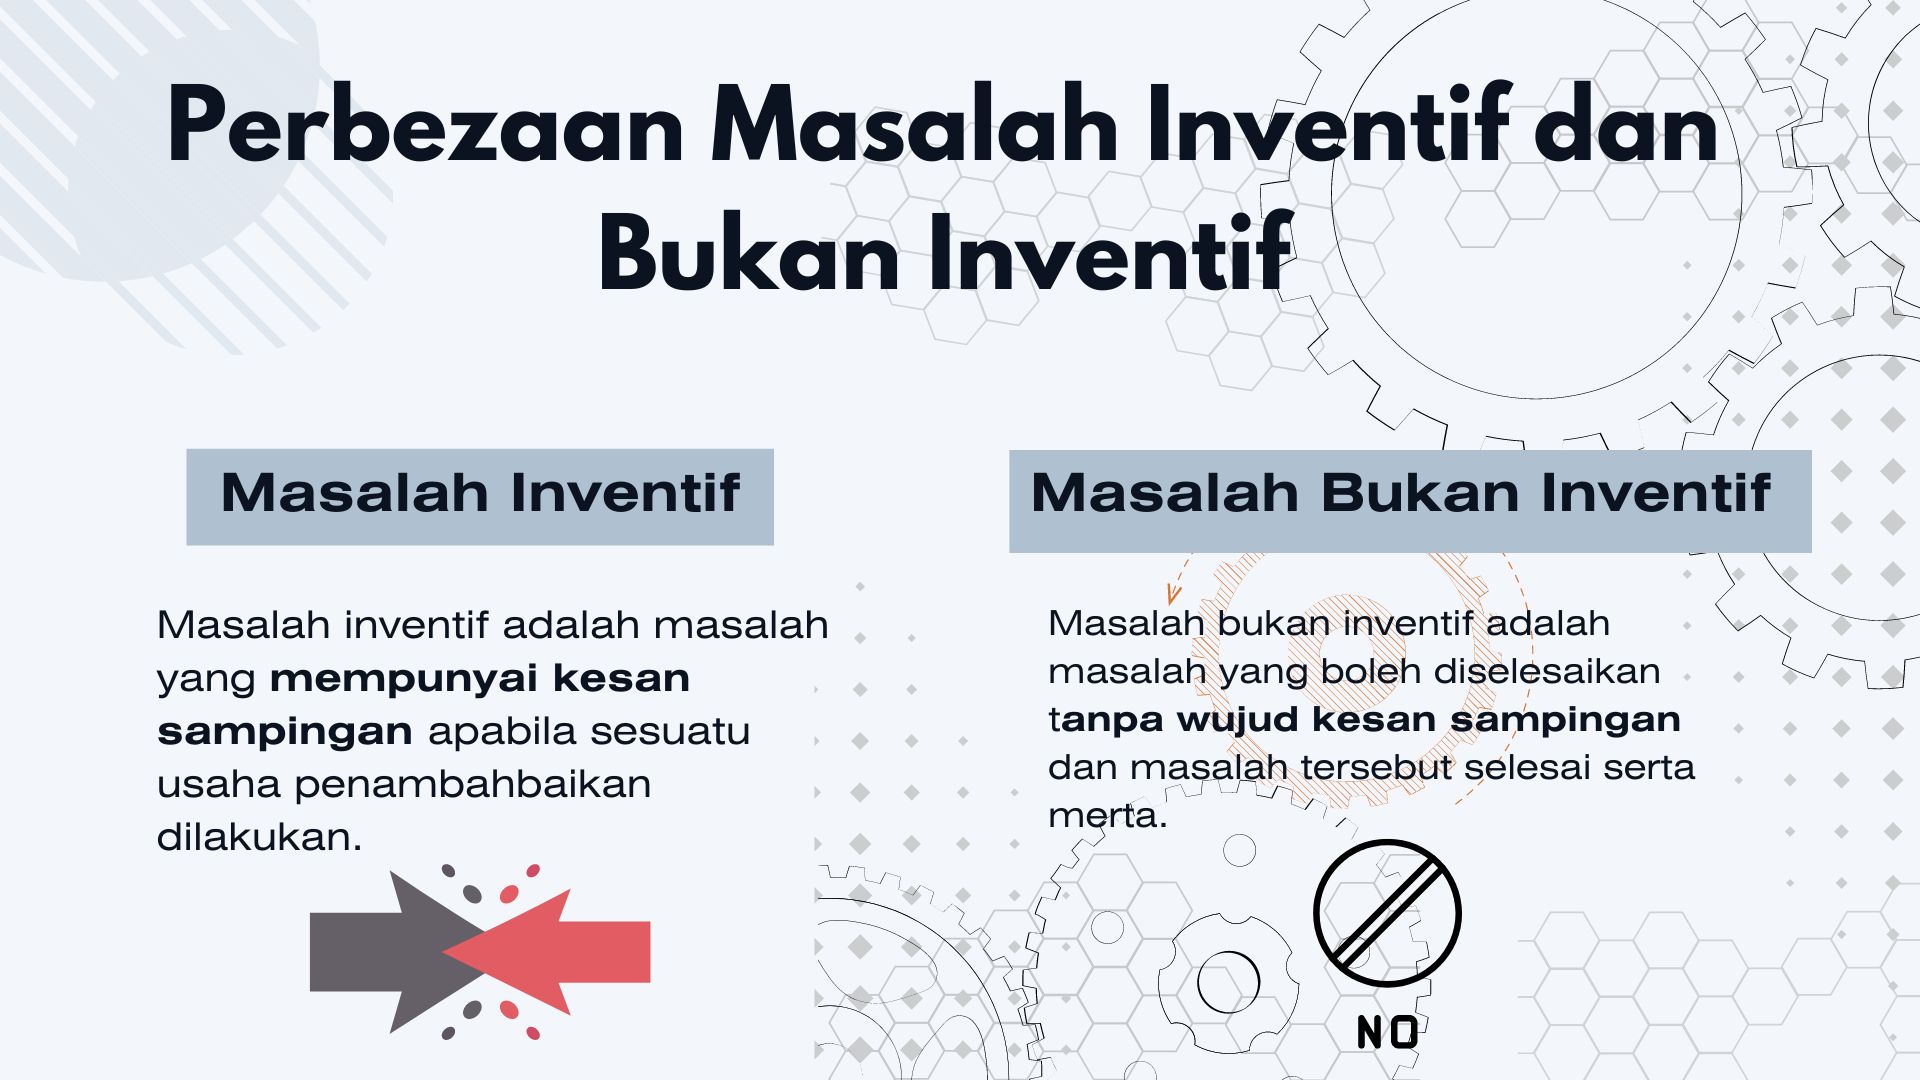 Perbezaan Masalah Inventif dan
Bukan Inventif
Masalah Inventif
Masalah inventif adalah masalah
yang mempunyai kesan
sampingan apabila sesuatu
usaha penambahbaikan
dilakukan.
Masalah Bukan Inventif
Masalah bukan inventif adalah
masalah yang boleh diselesaikan
tanpa wujud kesan sampingan
dan masalah tersebut selesai serta
merta.
NO